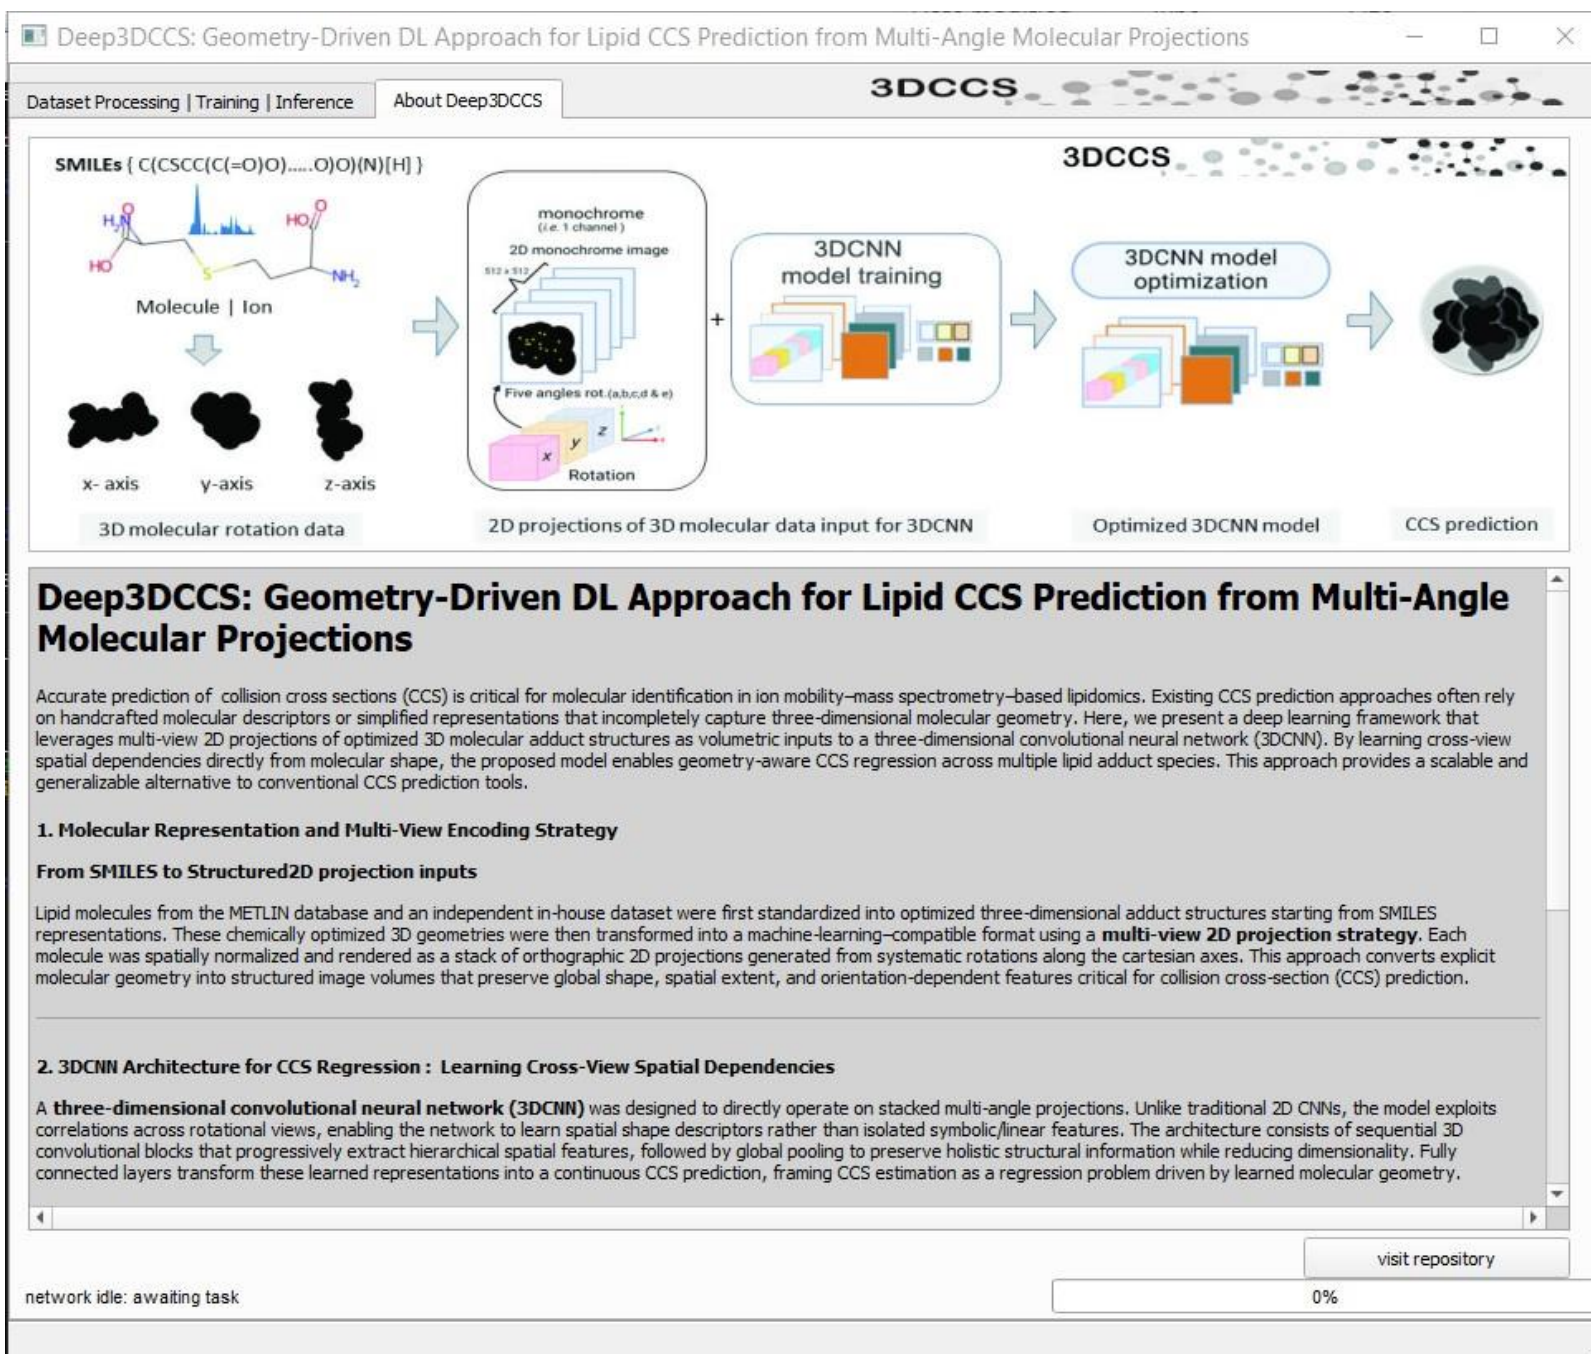 Deep3DCCS: Geometry-Driven DL Approach for Lipid CCS Prediction from Multi-Angle Molecular Projections
Dataset Processing | Training | Inference
About Deep3DCCS
3DCCS
SMILEs { C(CSCC(C(=O)O).....O)O)(N)[H] }
3DCCS
H2N
O
HO
HO
O
S
NH2
Molecule | Ion
x- axis
y-axis
z-axis
3D molecular rotation data
monochrome
(i.e. 1 channel )
2D monochrome image
512 x 512
Five angles rot.(a,b,c,d & e)
x
y
z
Rotation
+
3DCNN
model training
2D projections of 3D molecular data input for 3DCNN
3DCNN model
optimization
Optimized 3DCNN model
CCS prediction
Deep3DCCS: Geometry-Driven DL Approach for Lipid CCS Prediction from Multi-Angle
Molecular Projections
Accurate prediction of collision cross sections (CCS) is critical for molecular identification in ion mobility–mass spectrometry–based lipidomics. Existing CCS prediction approaches often rely
on handcrafted molecular descriptors or simplified representations that incompletely capture three-dimensional molecular geometry. Here, we present a deep learning framework that
leverages multi-view 2D projections of optimized 3D molecular adduct structures as volumetric inputs to a three-dimensional convolutional neural network (3DCNN). By learning cross-view
spatial dependencies directly from molecular shape, the proposed model enables geometry-aware CCS regression across multiple lipid adduct species. This approach provides a scalable and
generalizable alternative to conventional CCS prediction tools.
1. Molecular Representation and Multi-View Encoding Strategy
From SMILES to Structured2D projection inputs
Lipid molecules from the METLIN database and an independent in-house dataset were first standardized into optimized three-dimensional adduct structures starting from SMILES
representations. These chemically optimized 3D geometries were then transformed into a machine-learning–compatible format using a multi-view 2D projection strategy. Each
molecule was spatially normalized and rendered as a stack of orthographic 2D projections generated from systematic rotations along the cartesian axes. This approach converts explicit
molecular geometry into structured image volumes that preserve global shape, spatial extent, and orientation-dependent features critical for collision cross-section (CCS) prediction.
2. 3DCNN Architecture for CCS Regression : Learning Cross-View Spatial Dependencies
A three-dimensional convolutional neural network (3DCNN) was designed to directly operate on stacked multi-angle projections. Unlike traditional 2D CNNs, the model exploits
correlations across rotational views, enabling the network to learn spatial shape descriptors rather than isolated symbolic/linear features. The architecture consists of sequential 3D
convolutional blocks that progressively extract hierarchical spatial features, followed by global pooling to preserve holistic structural information while reducing dimensionality. Fully
connected layers transform these learned representations into a continuous CCS prediction, framing CCS estimation as a regression problem driven by learned molecular geometry.
visit repository
network idle: awaiting task
0%